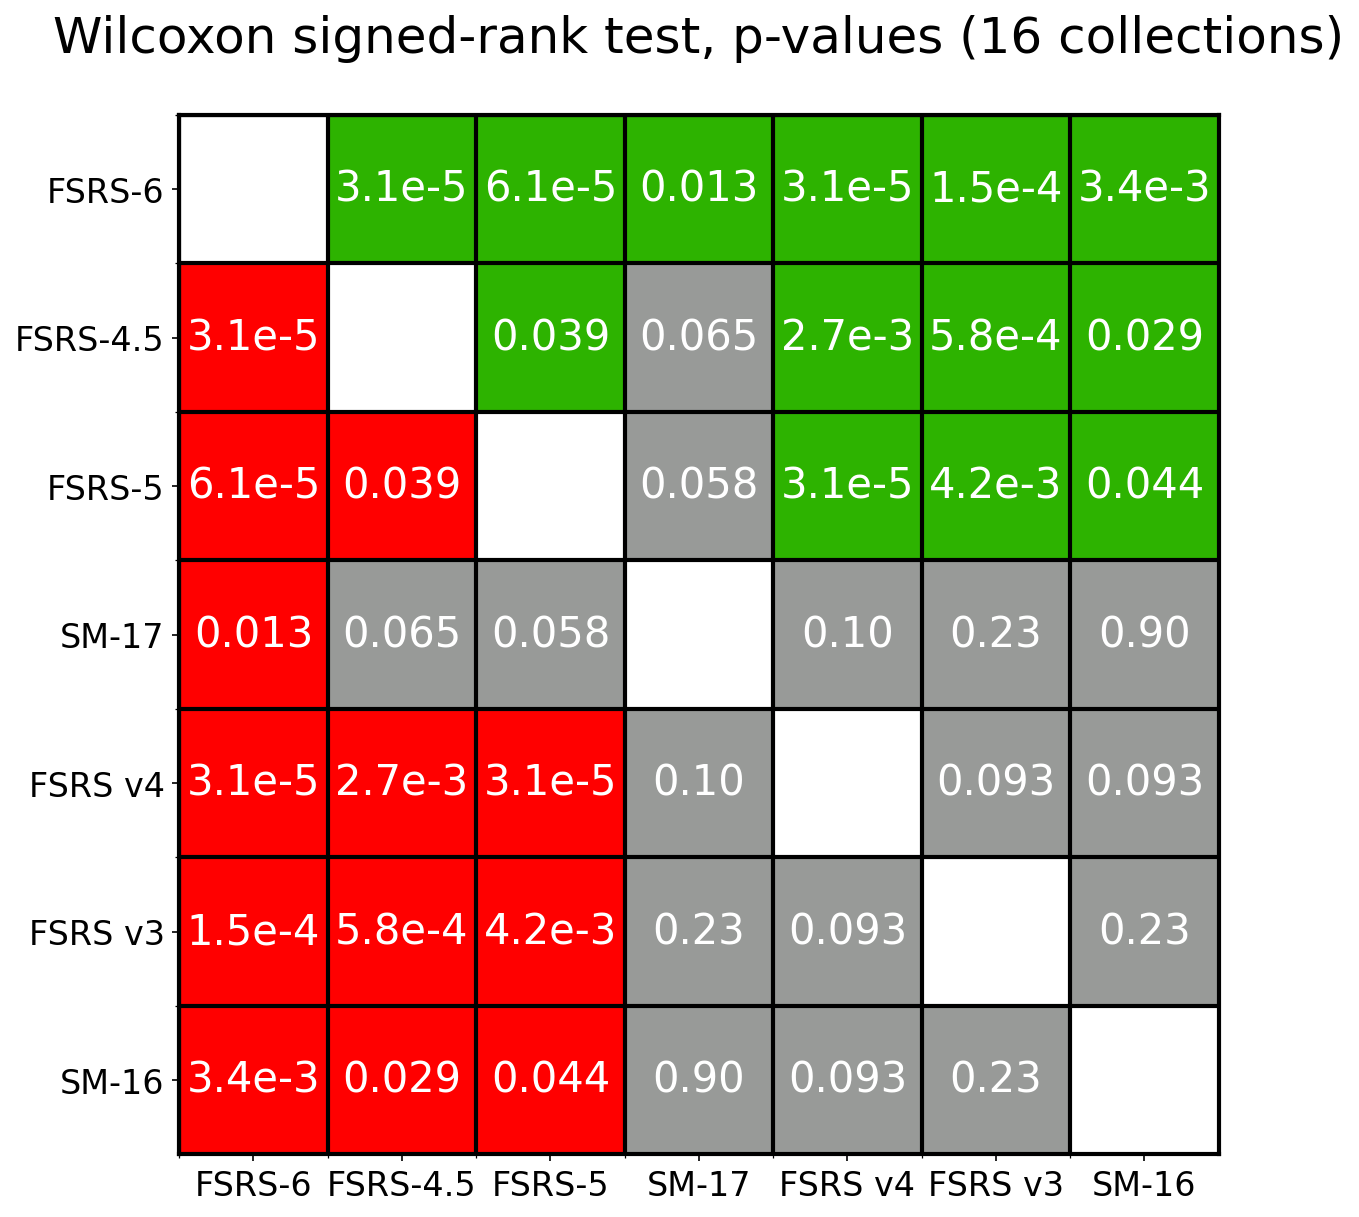 Wilcoxon signed-rank test, p-values (16 collections)
FSRS-6 3.1e-5 6.1e-5 0.013 3.1e-5 1.5e-4 3.4e-3
FSRS-4.5 3.1e-5 0.039 0.065 2.7e-3 5.8e-4 0.029
FSRS-5 6.1e-5 0.039 0.058 3.1e-5 4.2e-3 0.044
SM-17 0.013 0.065 0.058 0.10 0.23 0.90
FSRS v4 3.1e-5 2.7e-3 3.1e-5 0.10 0.093 0.093
FSRS v3 1.5e-4 5.8e-4 4.2e-3 0.23 0.093 0.23
SM-16 3.4e-3 0.029 0.044 0.90 0.093 0.23
FSRS-6 FSRS-4.5 FSRS-5 SM-17 FSRS v4 FSRS v3 SM-16